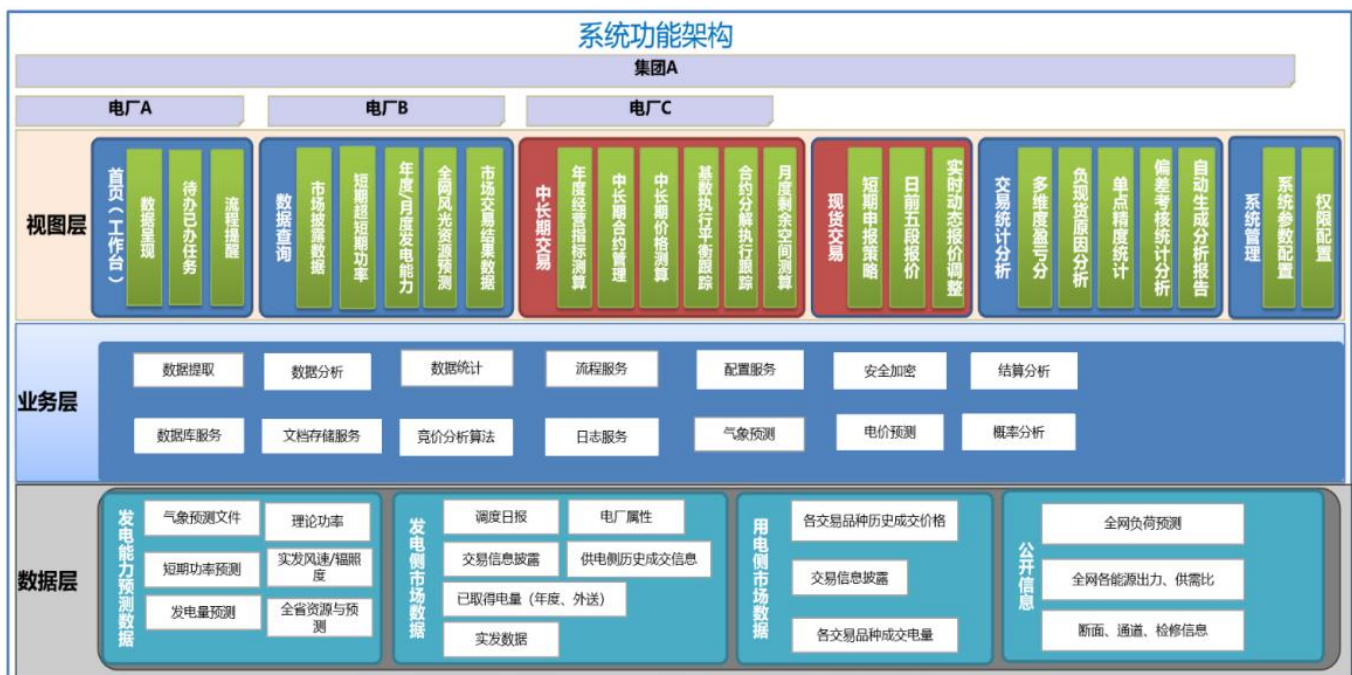 系统功能架构
集团A
电厂A
电厂B
电厂C
视图层
首页（工作台）
数据呈现
待办已办任务
流程提醒
数据查询
市场披露数据
短期超短期功率
年度/月度发电能力
全网风光资源预测
市场交易结果数据
中长期交易
年度经营指标测算
中长期合约管理
中长期价格测算
基数执行平衡跟踪
合约分解执行跟踪
月度剩余空间测算
现货交易
短期申报策略
日前五段报价
实时动态报价调整
交易统计分析
多维度盈亏分
负现货原因分析
单点精度统计
偏差考核统计分析
自动生成分析报告
系统管理
系统参数配置
权限配置
业务层
数据提取
数据分析
数据统计
流程服务
配置服务
安全加密
结算分析
数据库服务
文档存储服务
竞价分析算法
日志服务
气象预测
电价预测
概率分析
数据层
发电能力预测数据
气象预测文件
理论功率
短期功率预测
实发风速/辐照
度
发电量预测
全省资源与预
测
发电侧市场数据
调度日报
电厂属性
交易信息披露
供电侧历史成交信息
已取得电量（年度、外送）
实发数据
用电侧市场数据
各交易品种历史成交价格
交易信息披露
各交易品种成交电量
公开信息
全网负荷预测
全网各能源出力、供需比
断面、通道、检修信息